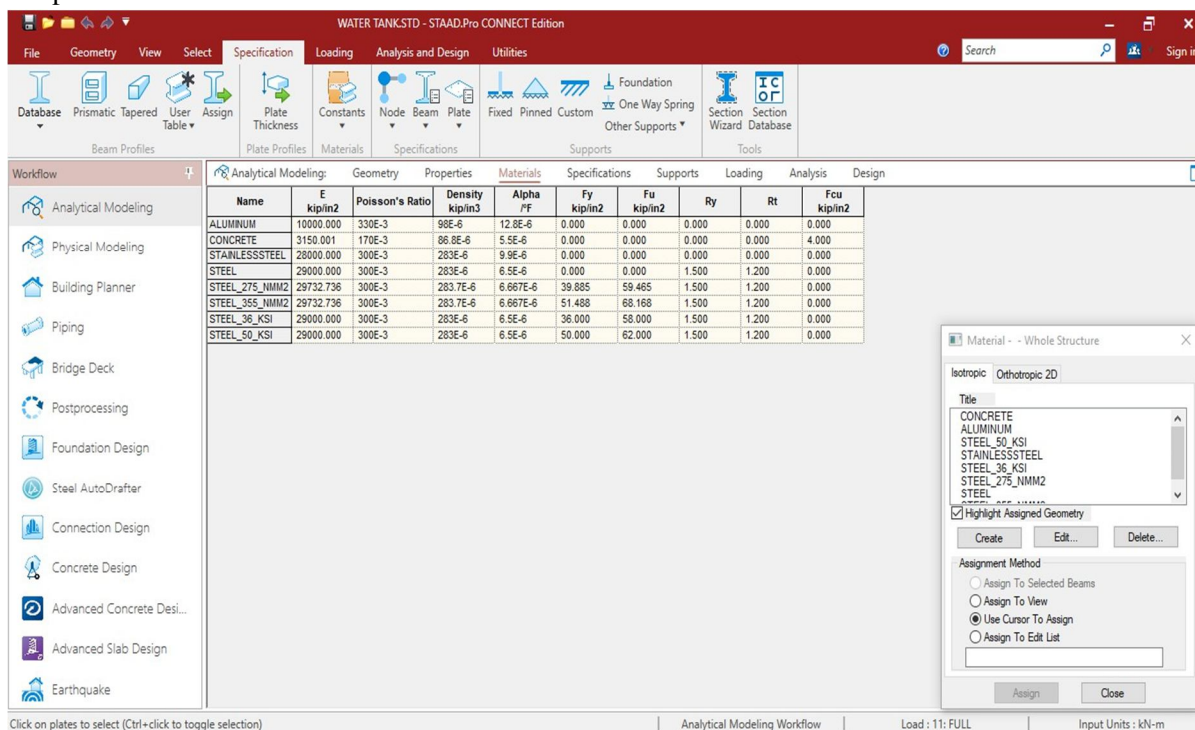 WATER TANK.STD - STAAD.Pro CONNECT Edition
File Geometry View Select Specification Loading Analysis and Design Utilities Search Sign in
Database Prismatic Tapered User Table Assign Plate Thickness Constants Node Beam Plate Fixed Pinned Custom Foundation One Way Spring Other Supports Section Wizard Section Database
Beam Profiles Plate Profiles Materials Specifications Supports Tools
Workflow
Analytical Modeling
Physical Modeling
Building Planner
Piping
Bridge Deck
Postprocessing
Foundation Design
Steel AutoDrafter
Connection Design
Concrete Design
Advanced Concrete Desi...
Advanced Slab Design
Earthquake
Analytical Modeling: Geometry Properties Materials Specifications Supports Loading Analysis Design
Name E kip/in2 Poisson's Ratio Density kip/in3 Alpha /°F Fy kip/in2 Fu kip/in2 Ry Rt Fcu kip/in2
ALUMINUM 10000.000 330E-3 98E-6 12.8E-6 0.000 0.000 0.000 0.000 0.000
CONCRETE 3150.001 170E-3 86.8E-6 5.5E-6 0.000 0.000 0.000 0.000 4.000
STAINLESSSTEEL 28000.000 300E-3 283E-6 9.9E-6 0.000 0.000 0.000 0.000 0.000
STEEL 29000.000 300E-3 283E-6 6.5E-6 0.000 0.000 1.500 1.200 0.000
STEEL_275_NMM2 29732.736 300E-3 283.7E-6 6.667E-6 39.885 59.465 1.500 1.200 0.000
STEEL_355_NMM2 29732.736 300E-3 283.7E-6 6.667E-6 51.488 68.168 1.500 1.200 0.000
STEEL_36_KSI 29000.000 300E-3 283E-6 6.5E-6 36.000 58.000 1.500 1.200 0.000
STEEL_50_KSI 29000.000 300E-3 283E-6 6.5E-6 50.000 62.000 1.500 1.200 0.000
Material - - Whole Structure
Isotropic Orthotropic 2D
Title
CONCRETE
ALUMINUM
STEEL_50_KSI
STAINLESSSTEEL
STEEL_36_KSI
STEEL_275_NMM2
STEEL
Highlight Assigned Geometry
Create Edit... Delete...
Assignment Method
Assign To Selected Beams
Assign To View
Use Cursor To Assign
Assign To Edit List
Assign Close
Click on plates to select (Ctrl+click to toggle selection) Analytical Modeling Workflow Load : 11: FULL Input Units : kN-m